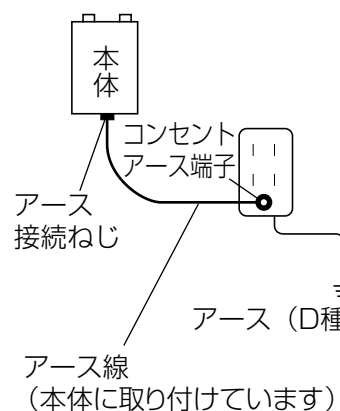 本
体
コンセント
アース端子
アース
接続ねじ
アース（D種
アース線
（本体に取り付けています）